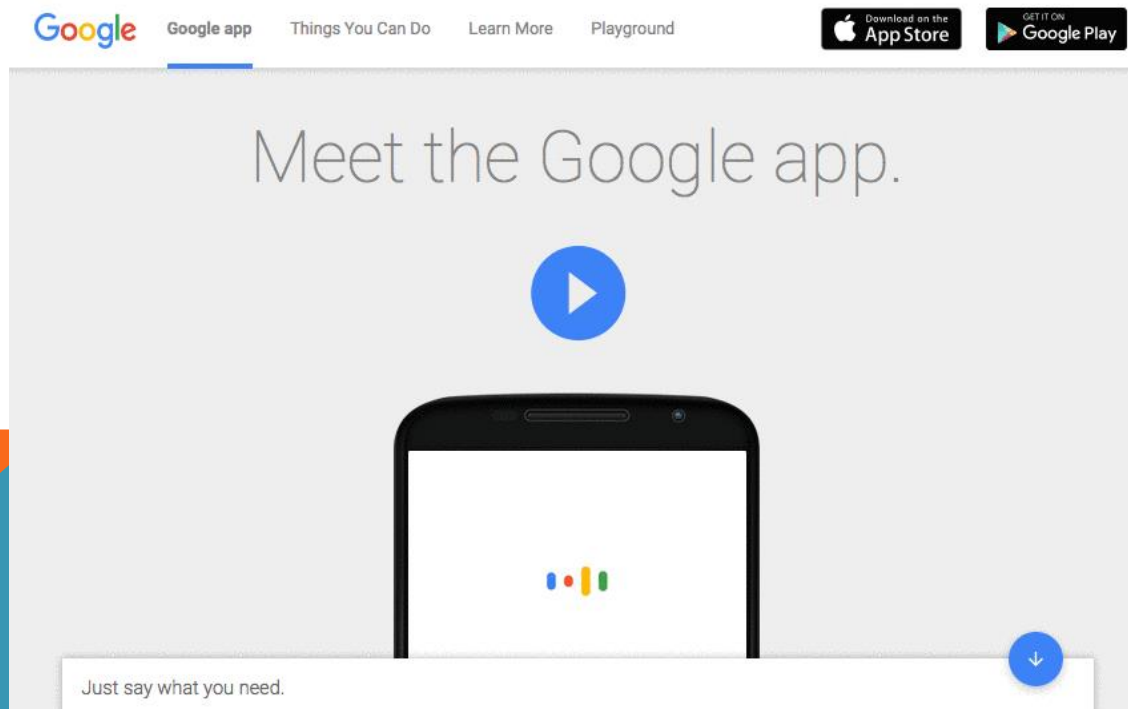 Google Google app Things You Can Do Learn More Playground Download on the App Store GET IT ON Google Play
Meet the Google app.
Just say what you need.